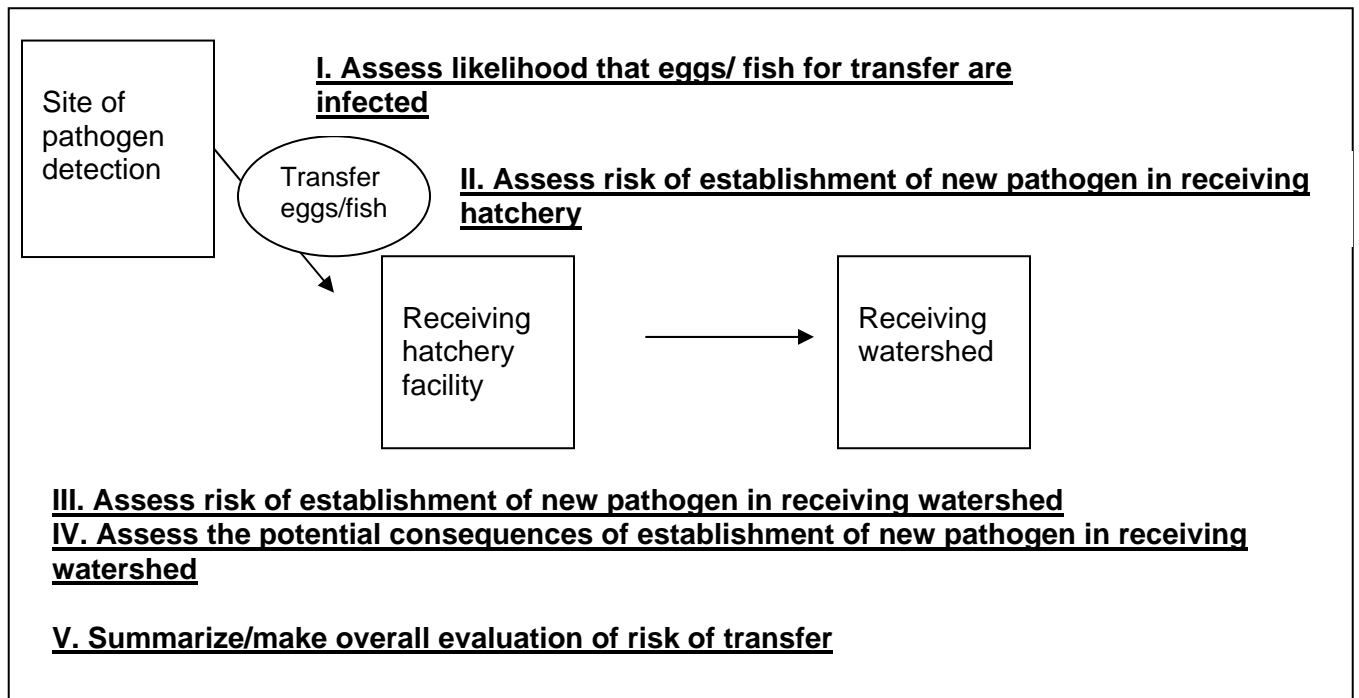 I. Assess likelihood that eggs/ fish for transfer are
infected
Site of
pathogen
detection
Transfer
eggs/fish
II. Assess risk of establishment of new pathogen in receiving
hatchery
Receiving
hatchery
facility
Receiving
watershed
III. Assess risk of establishment of new pathogen in receiving watershed
IV. Assess the potential consequences of establishment of new pathogen in receiving
watershed
V. Summarize/make overall evaluation of risk of transfer